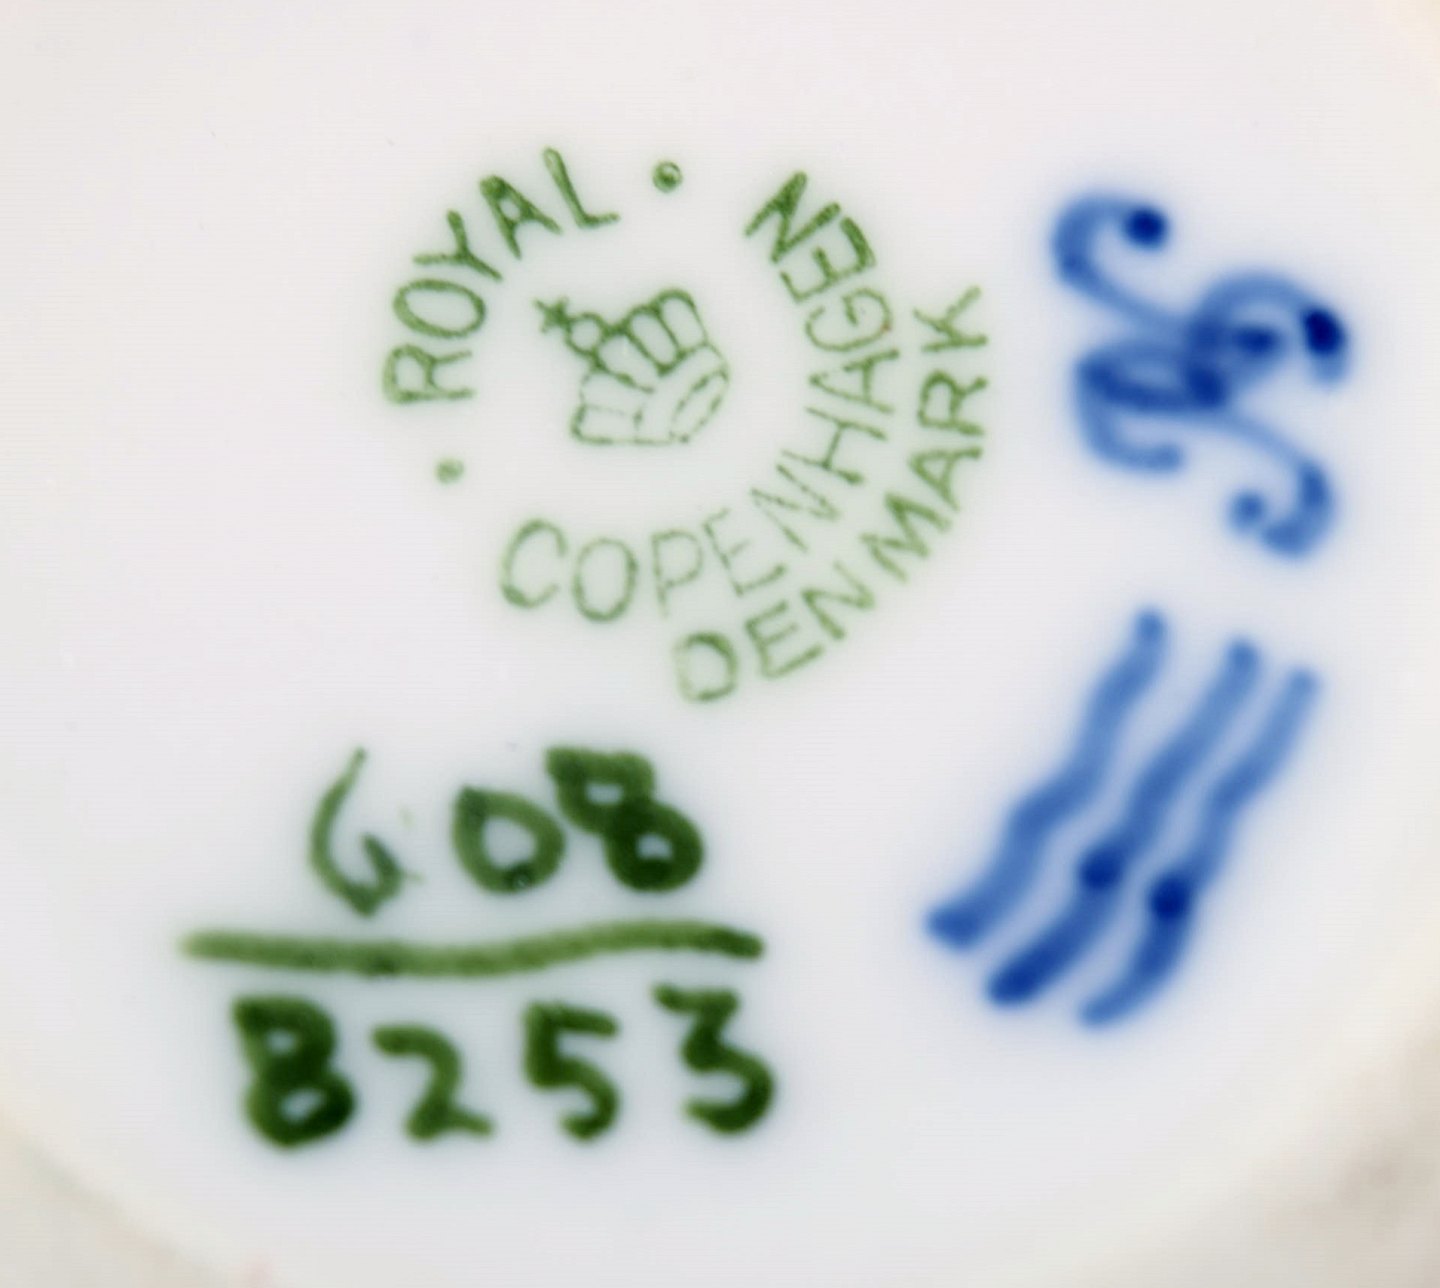 ROYAL · COPENHAGEN ·
DENMARK
608
8253